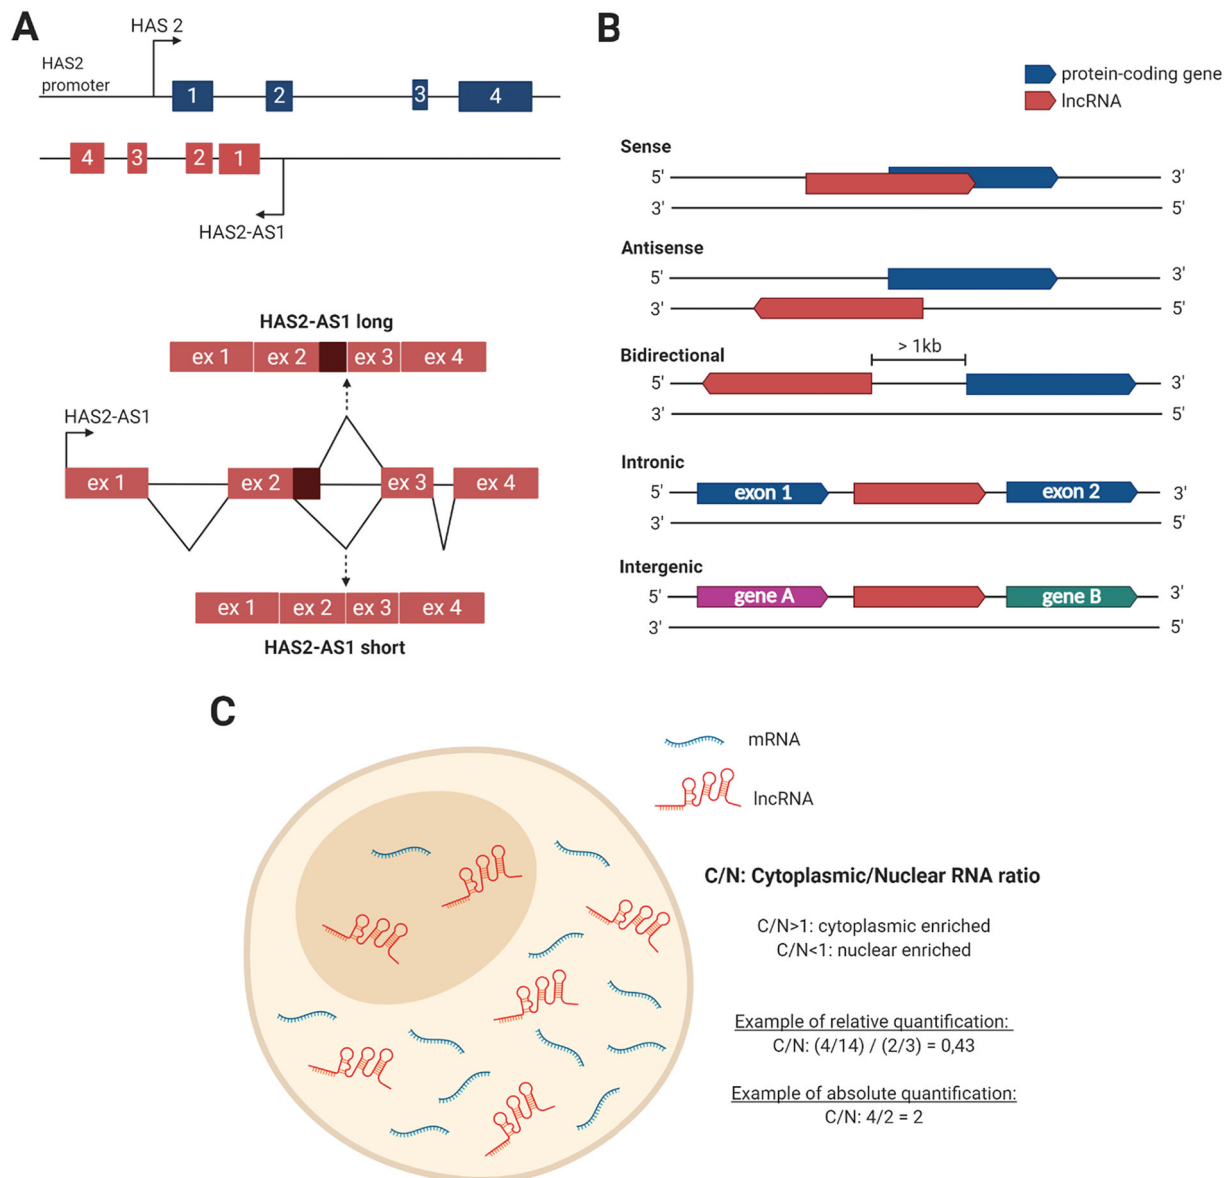 A
HAS 2
HAS2
promoter
1 2 3 4
4 3 2 1
HAS2-AS1
HAS2-AS1 long
ex 1 ex 2 ex 3 ex 4
HAS2-AS1
ex 1 ex 2 ex 3 ex 4
ex 1 ex 2 ex 3 ex 4
HAS2-AS1 short
B
protein-coding gene
lncRNA
Sense
5' 3'
3' 5'
Antisense
5' 3'
3' 5'
Bidirectional
> 1kb
5' 3'
3' 5'
Intronic
5' exon 1 exon 2 3'
3' 5'
Intergenic
5' gene A gene B 3'
3' 5'
C
mRNA
lncRNA
C/N: Cytoplasmic/Nuclear RNA ratio
C/N>1: cytoplasmic enriched
C/N<1: nuclear enriched
Example of relative quantification:
C/N: (4/14) / (2/3) = 0,43
Example of absolute quantification:
C/N: 4/2 = 2